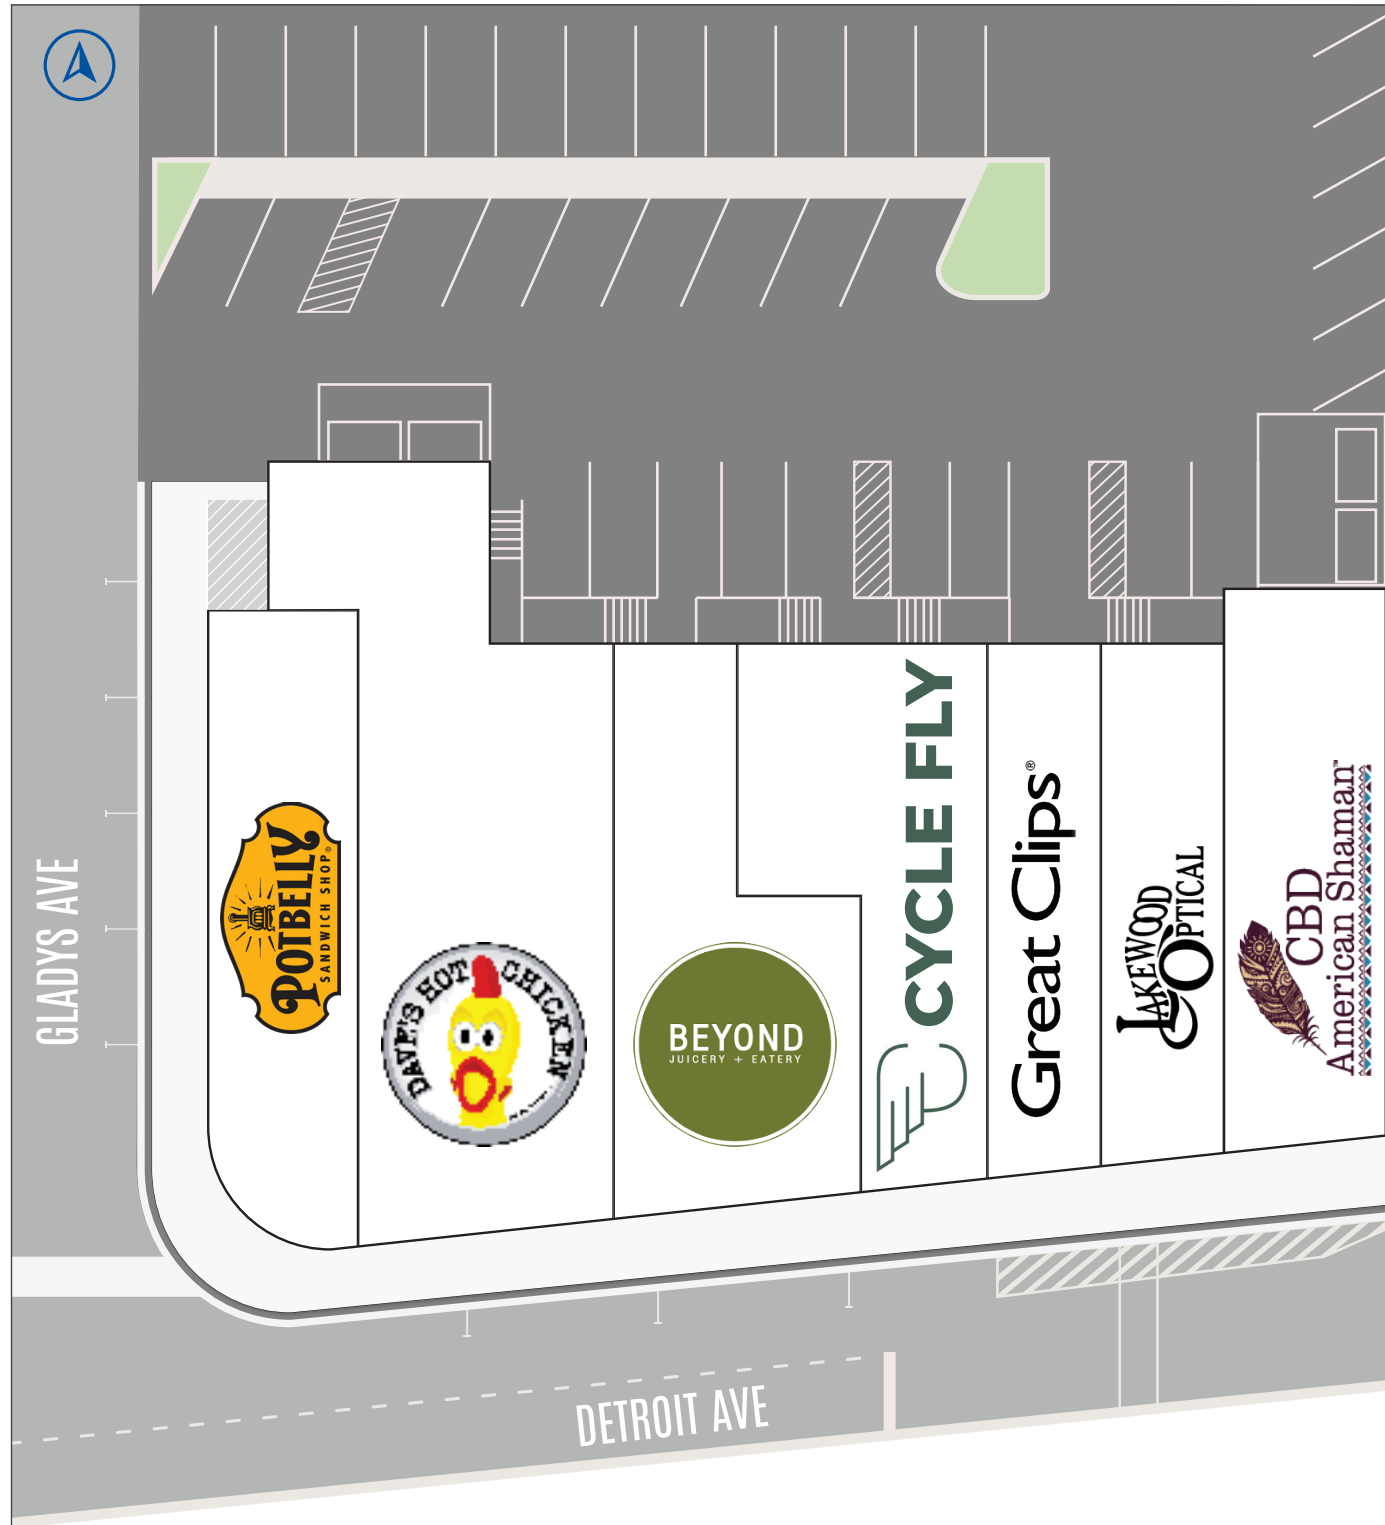 GLADYS AVE
POTBELLY
SANDWICH SHOP®
DAVE'S HOT CHICKEN
BEYOND
JUICERY + EATERY
CYCLE FLY
Great Clips®
LAKEWOOD
OPTICAL
CBD
American Shaman™
DETROIT AVE